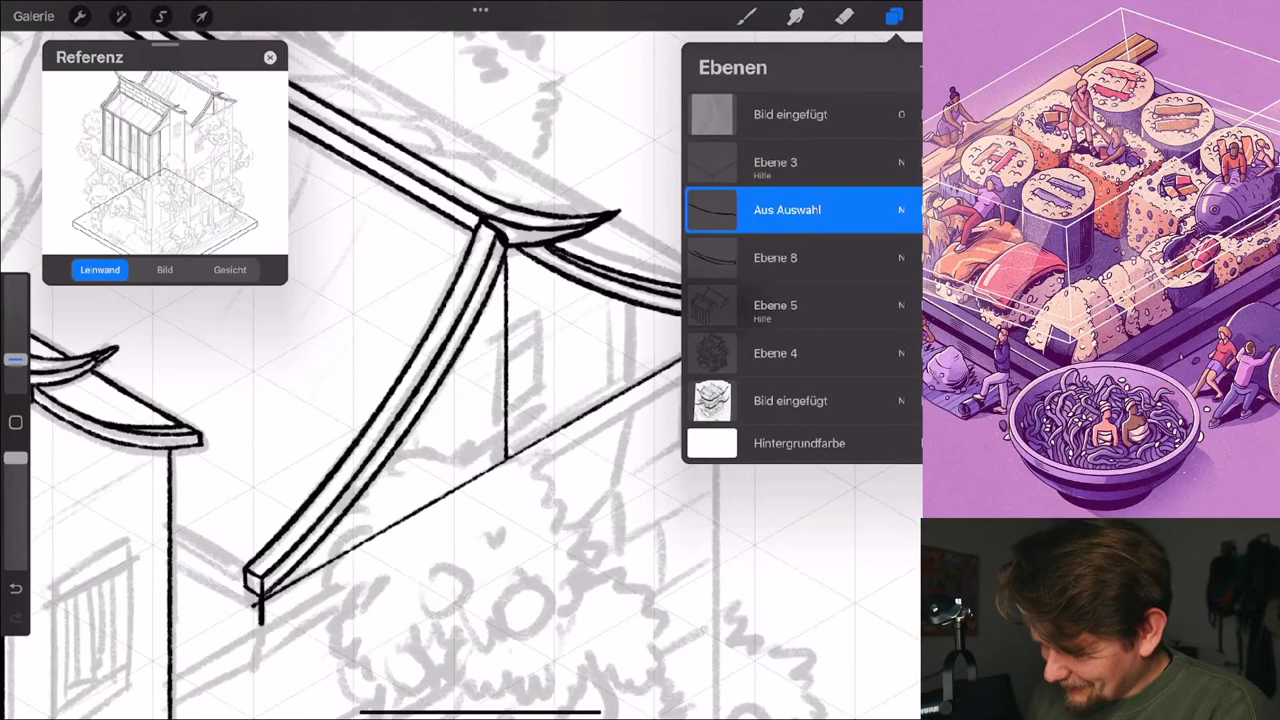 Galerie
Referenz
Leinwand
Bild
Gesicht
Ebenen
Bild eingefügt
O
Ebene 3
N
Hilfe
Aus Auswahl
N
Ebene 8
N
Ebene 5
N
Hilfe
Ebene 4
N
Bild eingefügt
N
Hintergrundfarbe